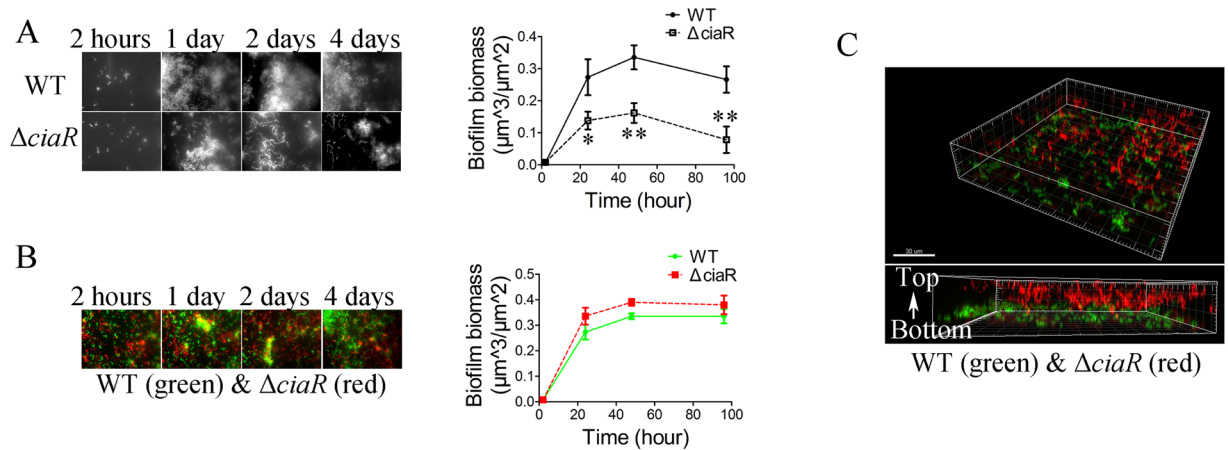 A
2 hours 1 day 2 days 4 days
WT
ΔciaR
Biofilm biomass
(µm^3/µm^2)
0.4
0.3
0.2
0.1
0.0
0 20 40 60 80 100
Time (hour)
WT
ΔciaR
*
**
**
B
2 hours 1 day 2 days 4 days
WT (green) & ΔciaR (red)
Biofilm biomass
(µm^3/µm^2)
0.5
0.4
0.3
0.2
0.1
0.0
0 20 40 60 80 100
Time (hour)
WT
ΔciaR
C
30 um
Top
Bottom
WT (green) & ΔciaR (red)